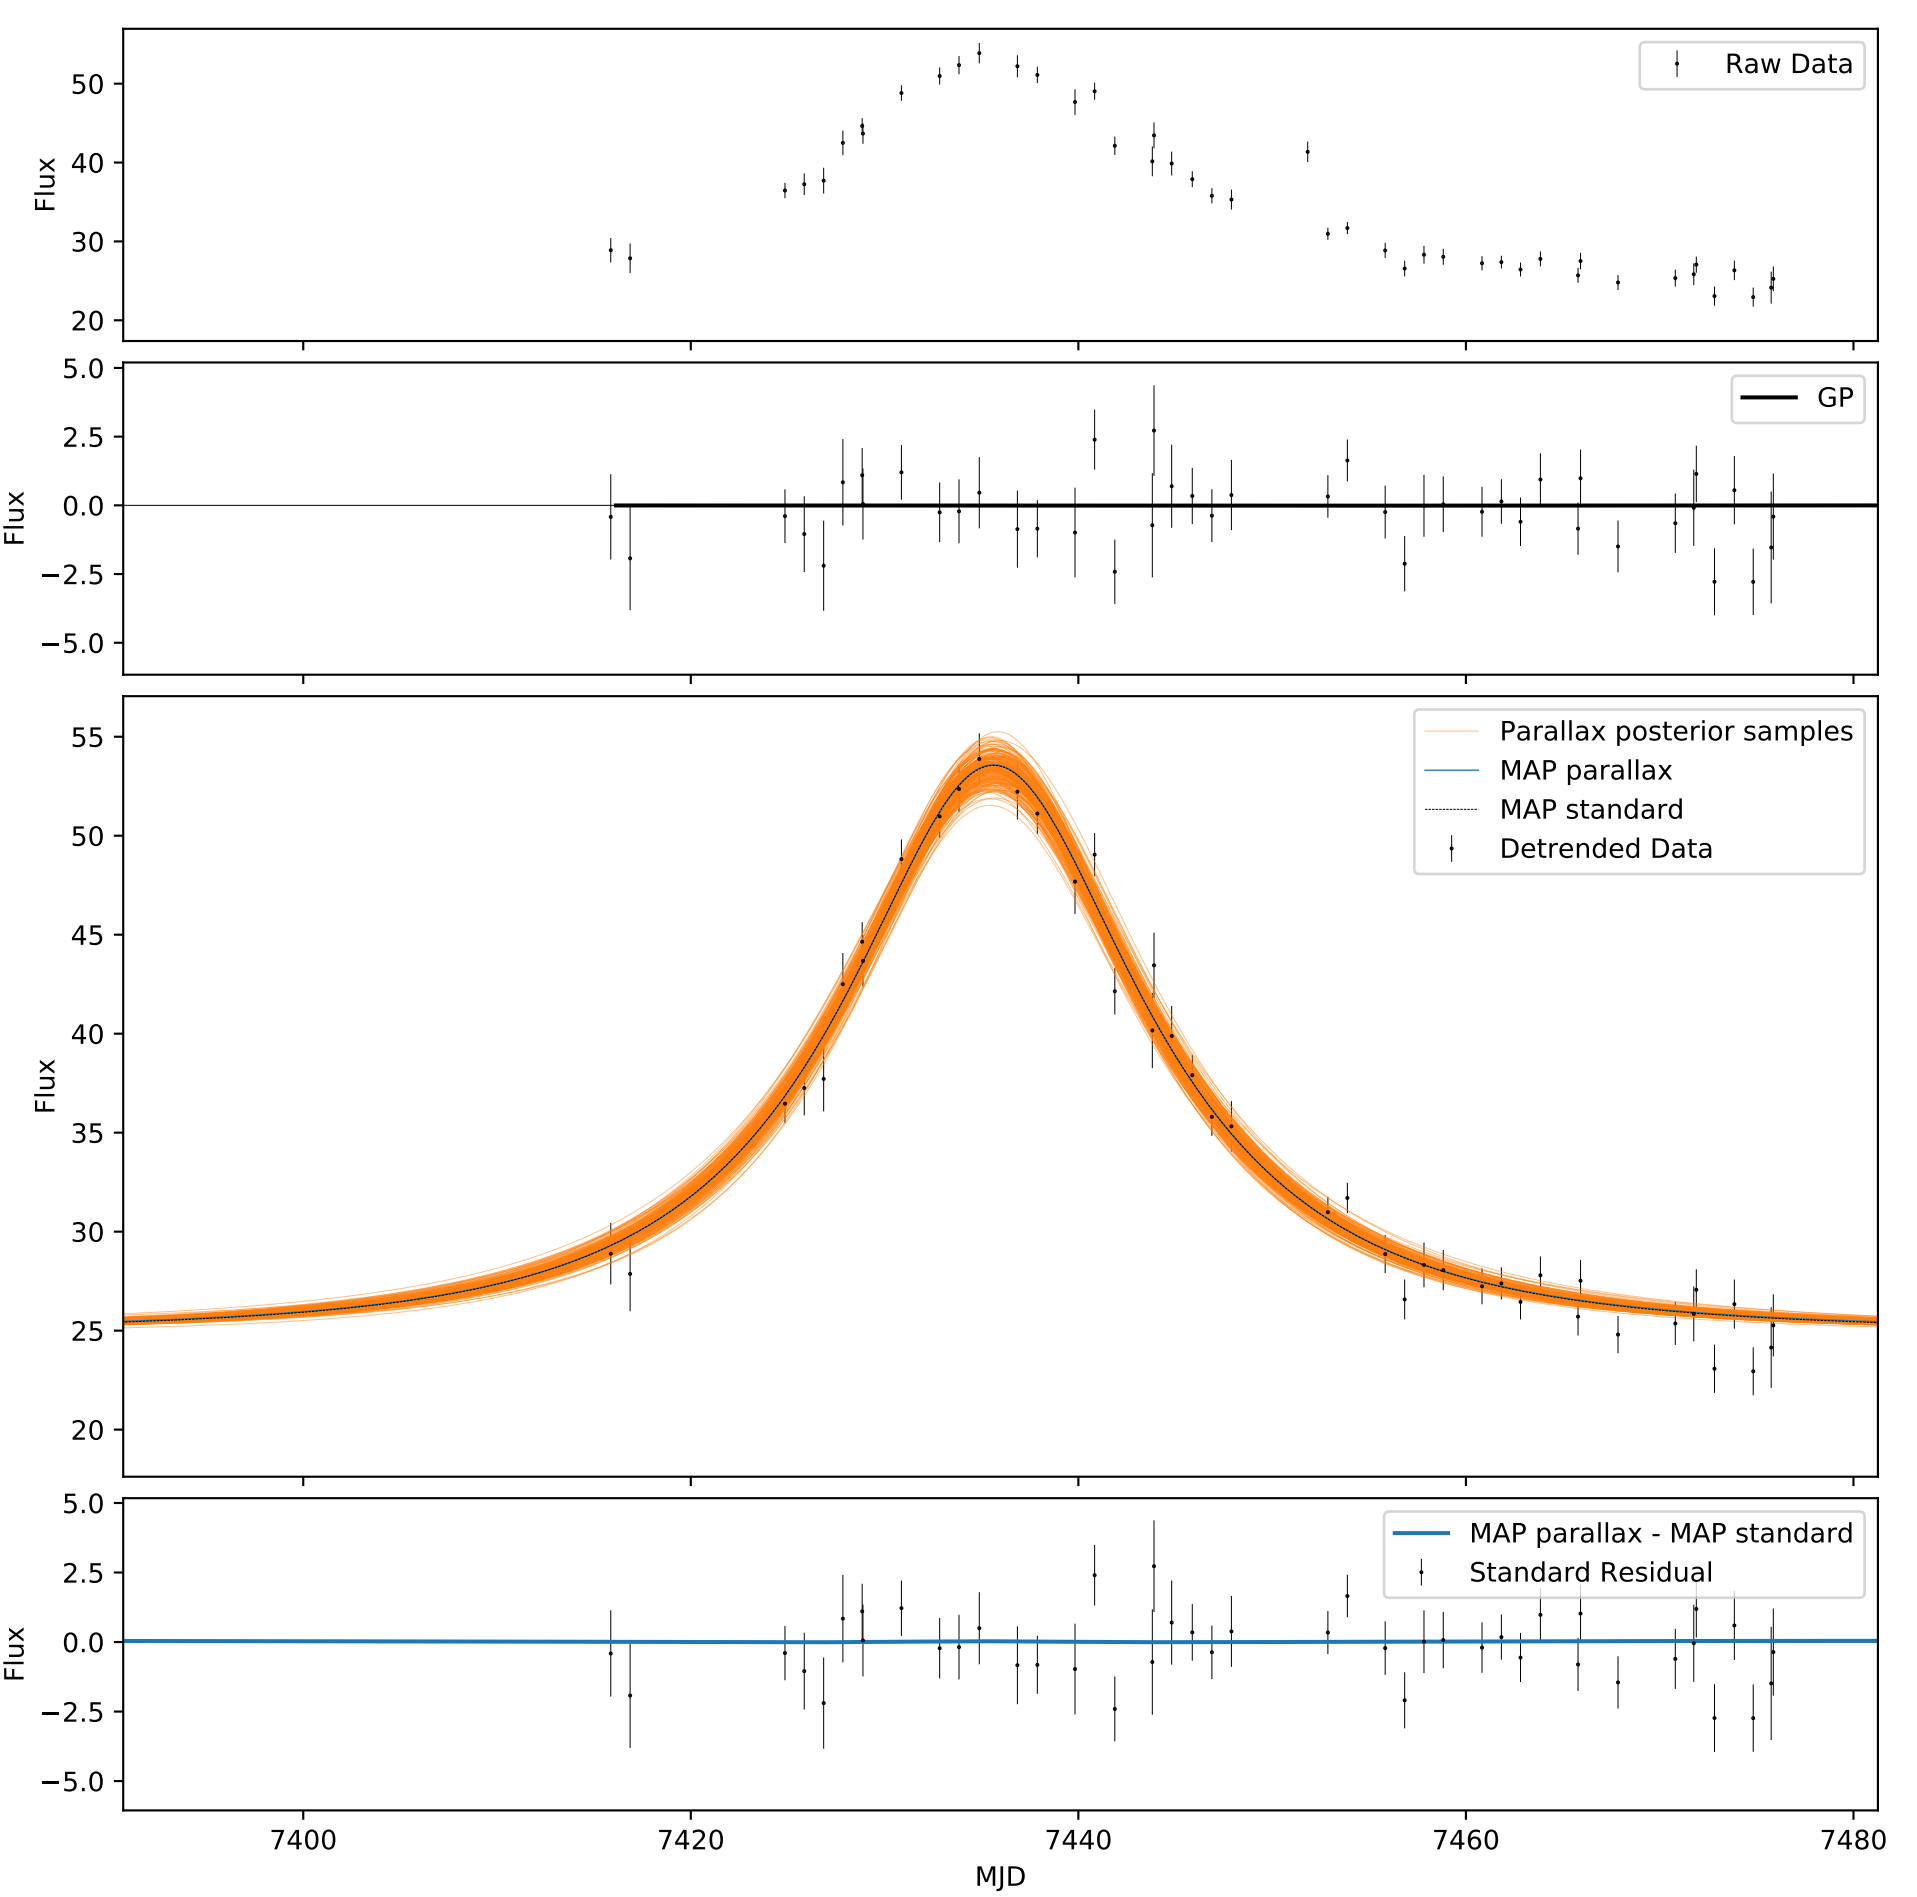 Raw Data
50
40
30
20
Flux
GP
5.0
2.5
0.0
−2.5
−5.0
Flux
Parallax posterior samples
MAP parallax
MAP standard
Detrended Data
55
50
45
40
35
30
25
20
Flux
MAP parallax - MAP standard
Standard Residual
5.0
2.5
0.0
−2.5
−5.0
Flux
7400 7420 7440 7460 7480
MJD